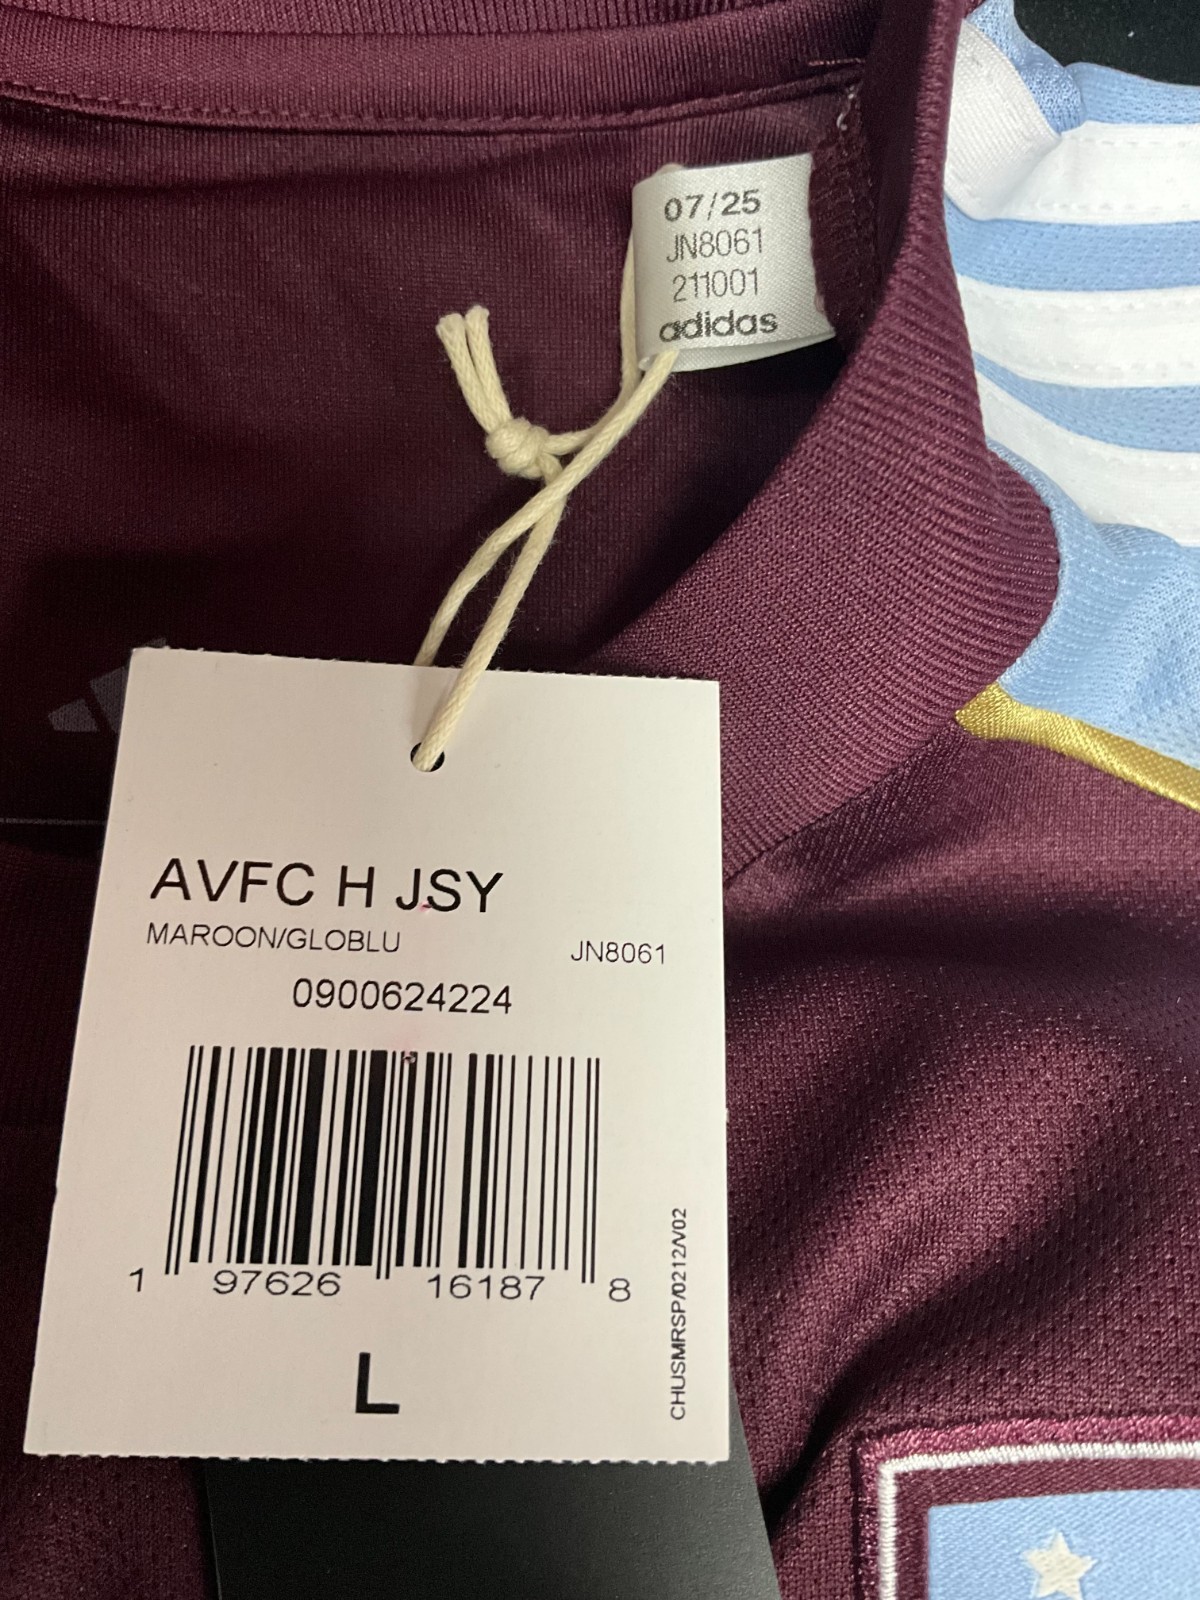 07/25
JN8061
211001
adidas
AVFC H JSY
MAROON/GLOBLU
JN8061
0900624224
1 97626 16187 8
L
CHUSMRSP/0212/V02